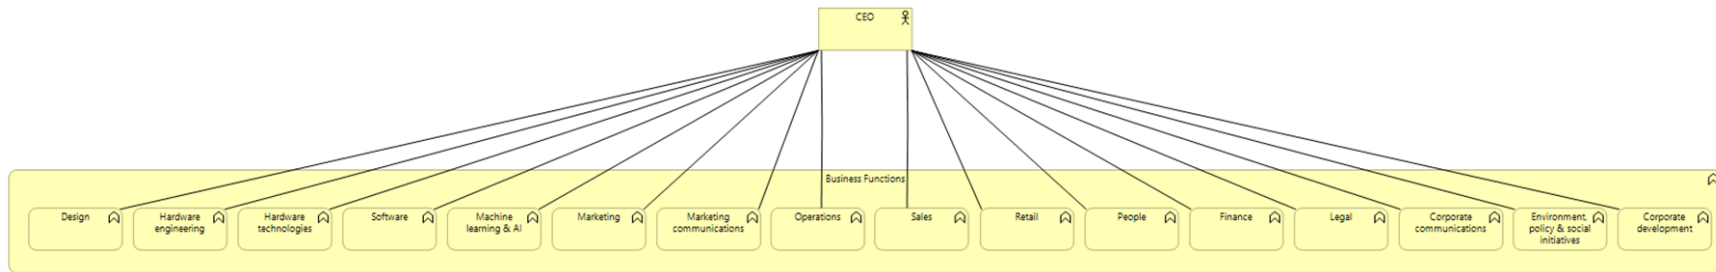 CEO
Business Functions
Design
Hardware
engineering
Hardware
technologies
Software
Machine
learning & AI
Marketing
Marketing
communications
Operations
Sales
Retail
People
Finance
Legal
Corporate
communications
Environment,
policy & social
initiatives
Corporate
development